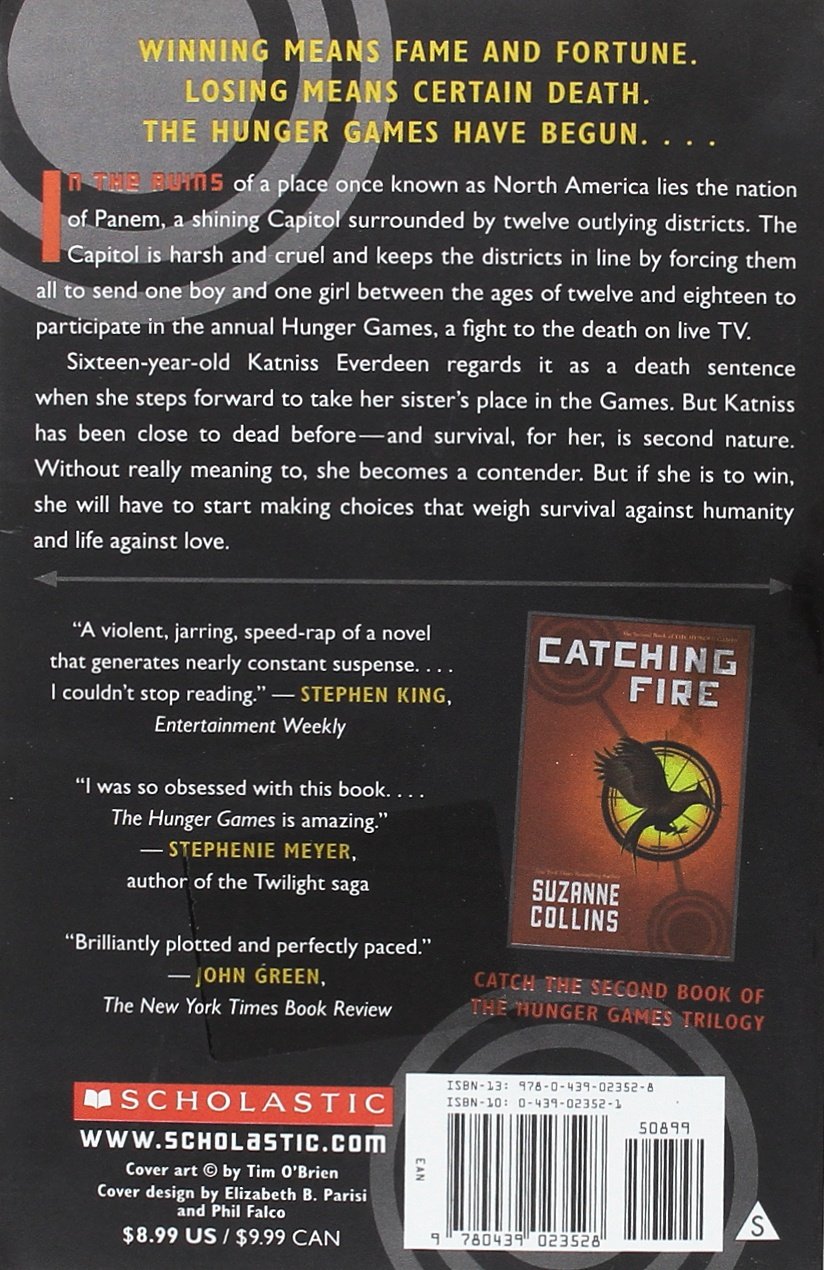 WINNING MEANS FAME AND FORTUNE.
LOSING MEANS CERTAIN DEATH.
THE HUNGER GAMES HAVE BEGUN. . . .
IN THE RUINS of a place once known as North America lies the nation
of Panem, a shining Capitol surrounded by twelve outlying districts. The
Capitol is harsh and cruel and keeps the districts in line by forcing them
all to send one boy and one girl between the ages of twelve and eighteen to
participate in the annual Hunger Games, a fight to the death on live TV.
Sixteen-year-old Katniss Everdeen regards it as a death sentence
when she steps forward to take her sister's place in the Games. But Katniss
has been close to dead before—and survival, for her, is second nature.
Without really meaning to, she becomes a contender. But if she is to win,
she will have to start making choices that weigh survival against humanity
and life against love.
"A violent, jarring, speed-rap of a novel
that generates nearly constant suspense. . . .
I couldn't stop reading." — STEPHEN KING,
Entertainment Weekly
"I was so obsessed with this book. . . .
The Hunger Games is amazing."
— STEPHENIE MEYER,
author of the Twilight saga
"Brilliantly plotted and perfectly paced."
— JOHN GREEN,
The New York Times Book Review
The Second Book of THE HUNGER GAMES
CATCHING
FIRE
SUZANNE
COLLINS
CATCH THE SECOND BOOK OF
THE HUNGER GAMES TRILOGY
SCHOLASTIC
www.scholastic.com
Cover art © by Tim O'Brien
Cover design by Elizabeth B. Parisi
and Phil Falco
$8.99 US / $9.99 CAN
ISBN-13: 978-0-439-02352-8
ISBN-10: 0-439-02352-1
50899
EAN
9 780439 023528
S